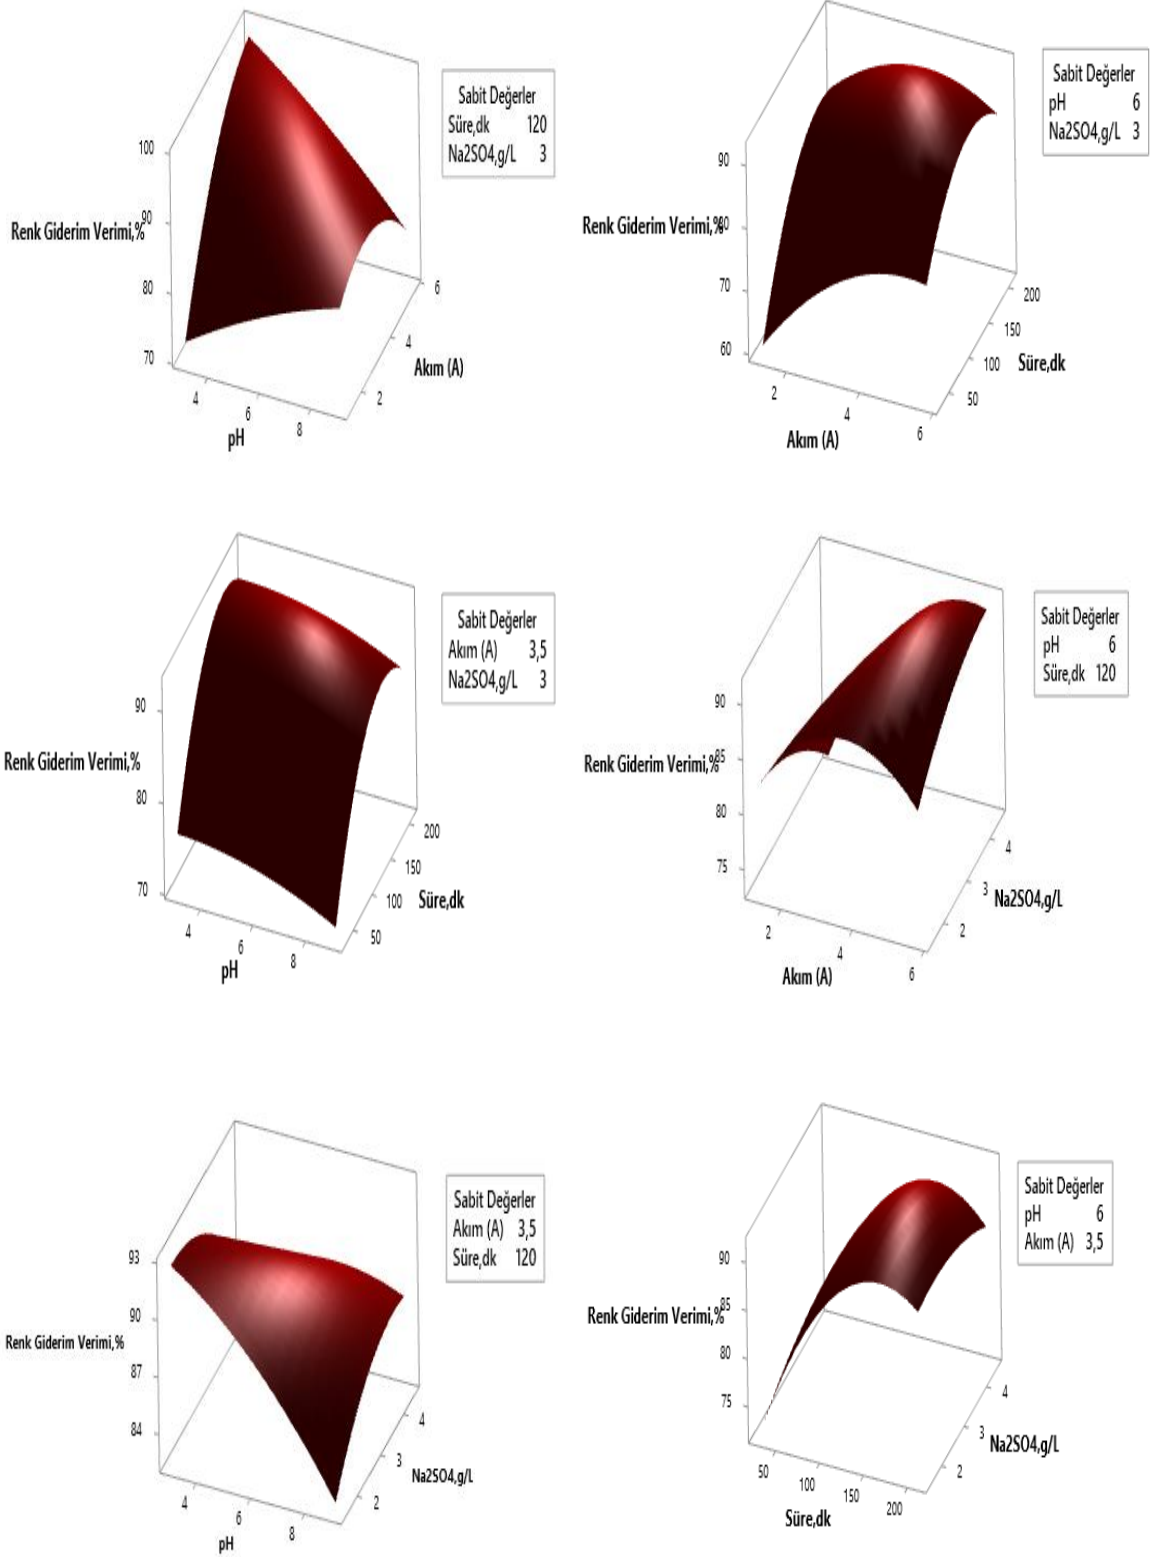 Sabit Değerler
Süre,dk 120
Na2SO4,g/L 3
100
90
80
70
Renk Giderim Verimi,%
4
6
8
pH
2
4
6
Akım (A)
Sabit Değerler
pH 6
Na2SO4,g/L 3
90
80
70
60
Renk Giderim Verimi,%
2
4
6
Akım (A)
50
100
150
200
Süre,dk
Sabit Değerler
Akım (A) 3,5
Na2SO4,g/L 3
90
80
70
Renk Giderim Verimi,%
4
6
8
pH
50
100
150
200
Süre,dk
Sabit Değerler
pH 6
Süre,dk 120
90
85
80
75
Renk Giderim Verimi,%
2
4
6
Akım (A)
2
3
4
Na2SO4,g/L
Sabit Değerler
Akım (A) 3,5
Süre,dk 120
93
90
87
84
Renk Giderim Verimi,%
4
6
8
pH
2
3
4
Na2SO4,g/L
Sabit Değerler
pH 6
Akım (A) 3,5
90
85
80
75
Renk Giderim Verimi,%
50
100
150
200
Süre,dk
2
3
4
Na2SO4,g/L